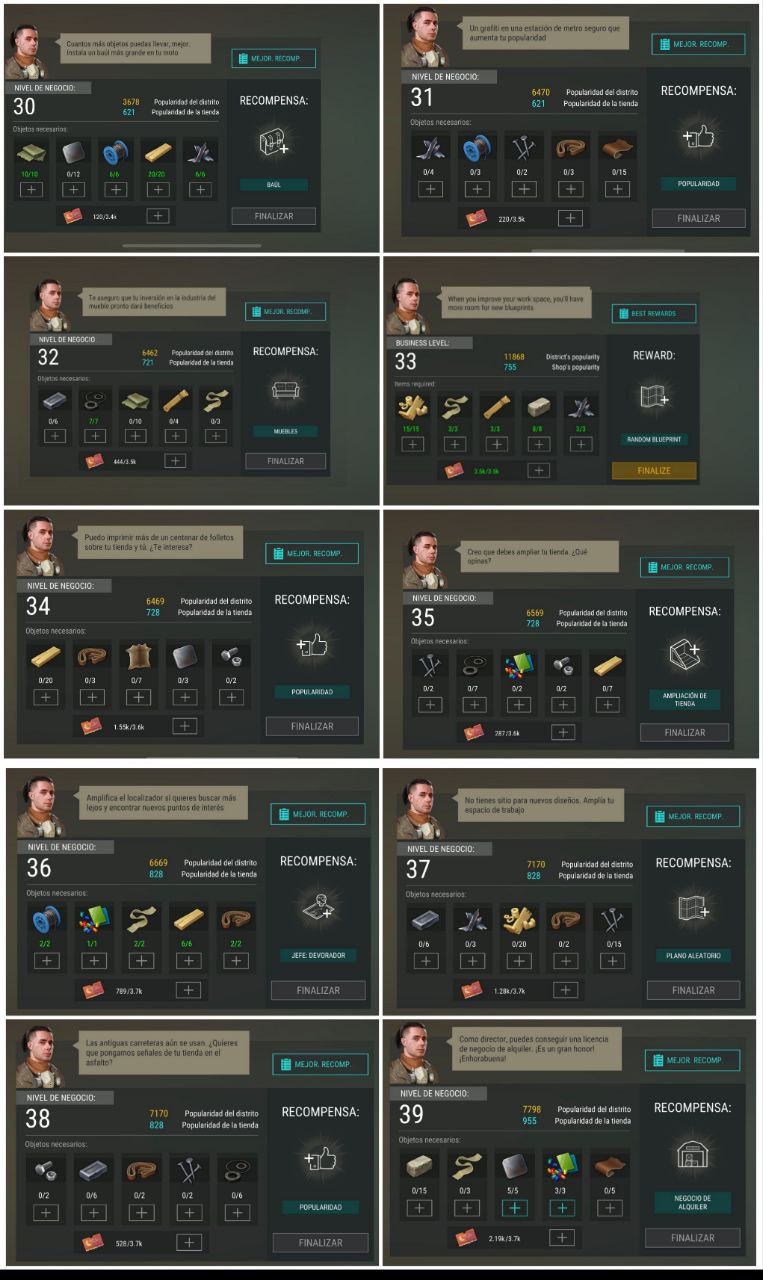 Cuantos más objetos puedas llevar, mejor.
Instala un baúl más grande en tu moto
MEJOR. RECOMP.
NIVEL DE NEGOCIO:
30
3678 Popularidad del distrito
621 Popularidad de la tienda
Objetos necesarios:
10/10 0/12 6/6 20/20 6/6
120/3.4k
RECOMPENSA:
BAÚL
FINALIZAR
Un grafiti en una estación de metro seguro que
aumenta tu popularidad
MEJOR. RECOMP.
NIVEL DE NEGOCIO:
31
6470 Popularidad del distrito
621 Popularidad de la tienda
Objetos necesarios:
0/4 0/3 0/2 0/3 0/15
220/3.5k
RECOMPENSA:
POPULARIDAD
FINALIZAR
Te aseguro que tu inversión en la industria del
mueble pronto dará beneficios
MEJOR. RECOMP.
NIVEL DE NEGOCIO
32
6462 Popularidad del distrito
721 Popularidad de la tienda
Objetos necesarios:
0/6 7/7 0/10 0/4 0/3
444/3.5k
RECOMPENSA:
MUEBLES
FINALIZAR
When you improve your work space, you'll have
more room for new blueprints
BEST REWARDS
BUSINESS LEVEL:
33
11868 District's popularity
755 Shop's popularity
Items required:
15/15 3/3 3/3 8/8 3/3
3.5k/3.5k
REWARD:
RANDOM BLUEPRINT
FINALIZE
Puedo imprimir más de un centenar de folletos
sobre tu tienda y tú. ¿Te interesa?
MEJOR. RECOMP.
NIVEL DE NEGOCIO:
34
6469 Popularidad del distrito
728 Popularidad de la tienda
Objetos necesarios:
0/20 0/3 0/7 0/3 0/2
1.55k/3.6k
RECOMPENSA:
POPULARIDAD
FINALIZAR
Creo que debes ampliar tu tienda. ¿Qué
opinas?
MEJOR. RECOMP.
NIVEL DE NEGOCIO:
35
6569 Popularidad del distrito
728 Popularidad de la tienda
Objetos necesarios:
0/2 0/7 0/2 0/2 0/7
287/3.6k
RECOMPENSA:
AMPLIACIÓN DE
TIENDA
FINALIZAR
Amplifica el localizador si quieres buscar más
lejos y encontrar nuevos puntos de interés
MEJOR. RECOMP.
NIVEL DE NEGOCIO:
36
6669 Popularidad del distrito
828 Popularidad de la tienda
Objetos necesarios:
2/2 1/1 2/2 6/6 2/2
789/3.7k
RECOMPENSA:
JEFE: DEVORADOR
FINALIZAR
No tienes sitio para nuevos diseños. Amplía tu
espacio de trabajo
MEJOR. RECOMP.
NIVEL DE NEGOCIO:
37
7170 Popularidad del distrito
828 Popularidad de la tienda
Objetos necesarios:
0/6 0/3 0/20 0/2 0/15
1.28k/3.7k
RECOMPENSA:
PLANO ALEATORIO
FINALIZAR
Las antiguas carreteras aún se usan. ¿Quieres
que pongamos señales de tu tienda en el
asfalto?
MEJOR. RECOMP.
NIVEL DE NEGOCIO:
38
7170 Popularidad del distrito
828 Popularidad de la tienda
Objetos necesarios:
0/2 0/6 0/2 0/2 0/6
528/3.7k
RECOMPENSA:
POPULARIDAD
FINALIZAR
Como director, puedes conseguir una licencia
de negocio de alquiler. ¡Es un gran honor!
¡Enhorabuena!
MEJOR. RECOMP.
NIVEL DE NEGOCIO:
39
7798 Popularidad del distrito
955 Popularidad de la tienda
Objetos necesarios:
0/15 0/3 5/5 3/3 0/5
2.19k/3.7k
RECOMPENSA:
NEGOCIO DE
ALQUILER
FINALIZAR